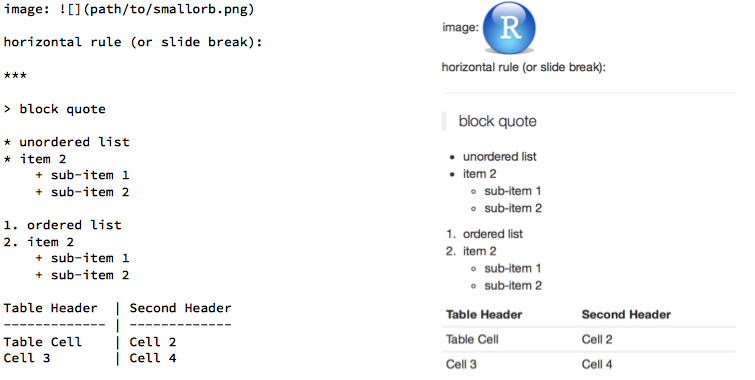 image: ![](path/to/smallorb.png)
horizontal rule (or slide break):
***
> block quote
* unordered list
* item 2
    + sub-item 1
    + sub-item 2
1. ordered list
2. item 2
    + sub-item 1
    + sub-item 2
Table Header  | Second Header
------------- | -------------
Table Cell    | Cell 2
Cell 3        | Cell 4
image: R
horizontal rule (or slide break):
block quote
• unordered list
• item 2
    ◦ sub-item 1
    ◦ sub-item 2
1. ordered list
2. item 2
    ◦ sub-item 1
    ◦ sub-item 2
Table Header Second Header
Table Cell Cell 2
Cell 3 Cell 4